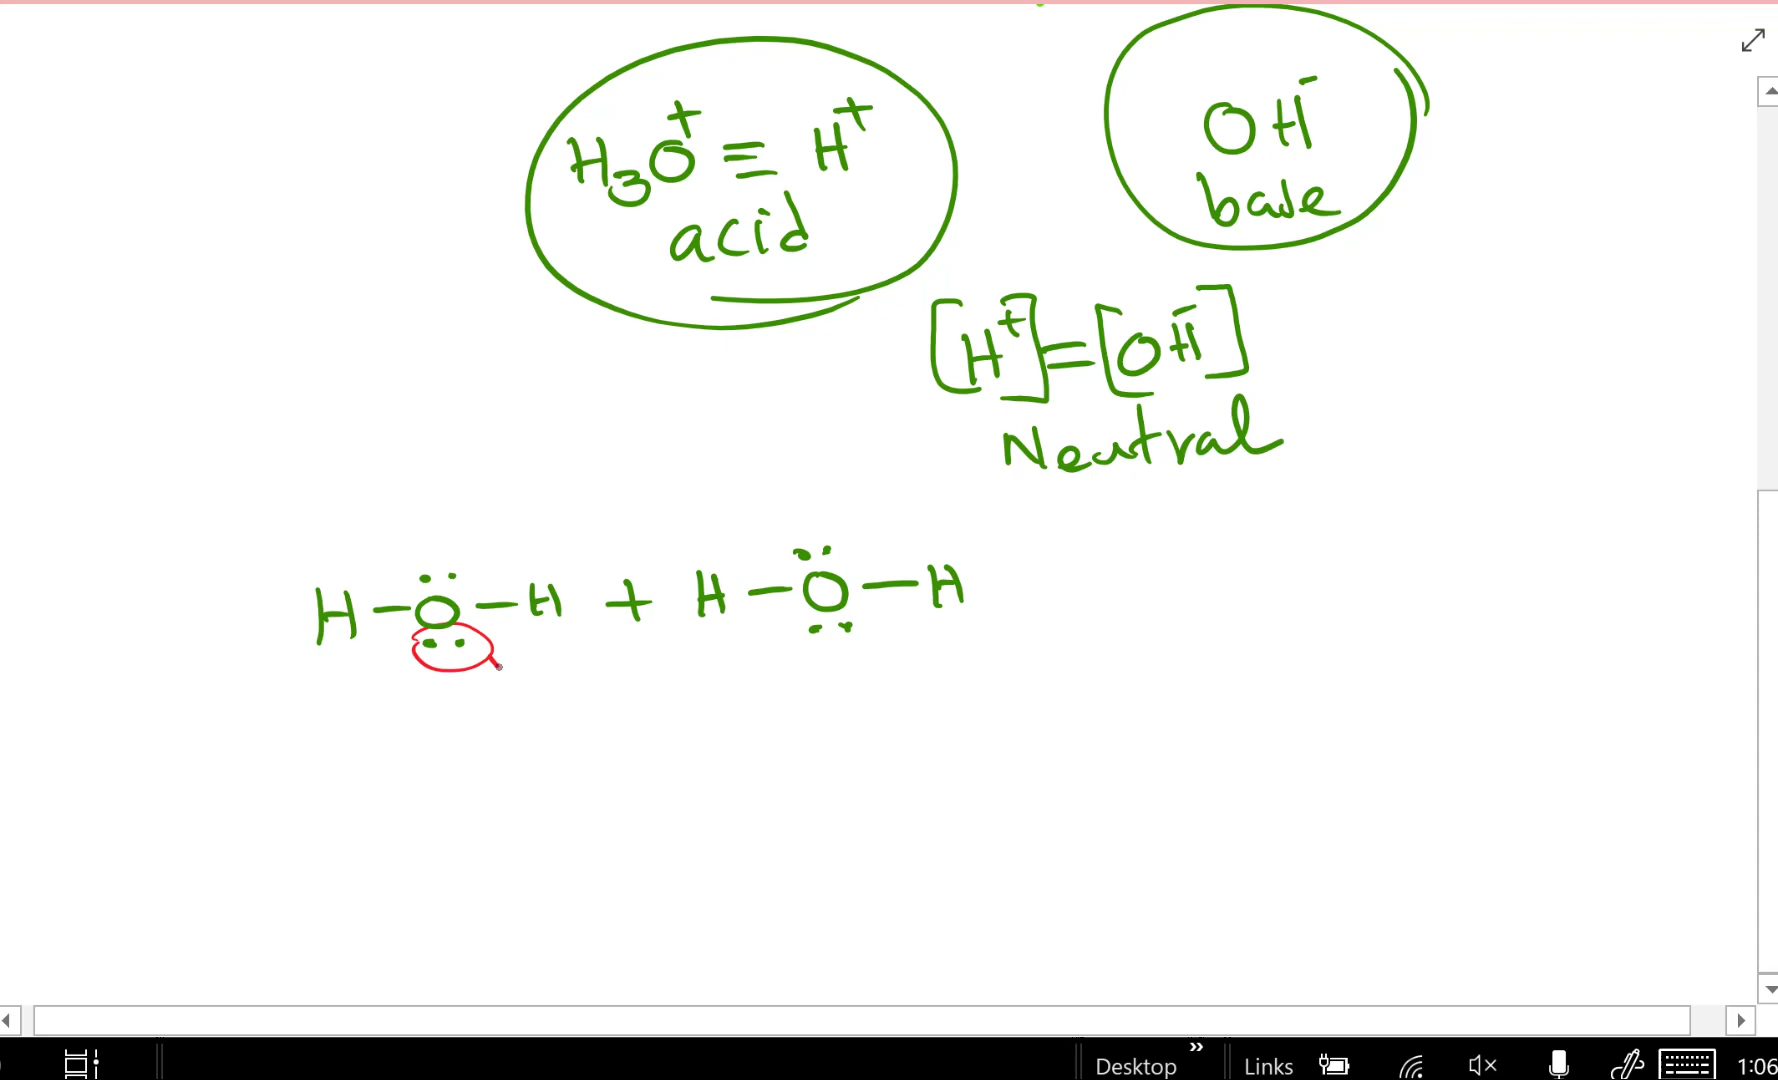 H₃O⁺ ≡ H⁺
acid
OH⁻
base
[H⁺] = [OH⁻]
Neutral
H–O–H + H–O–H
Desktop » Links 1:06